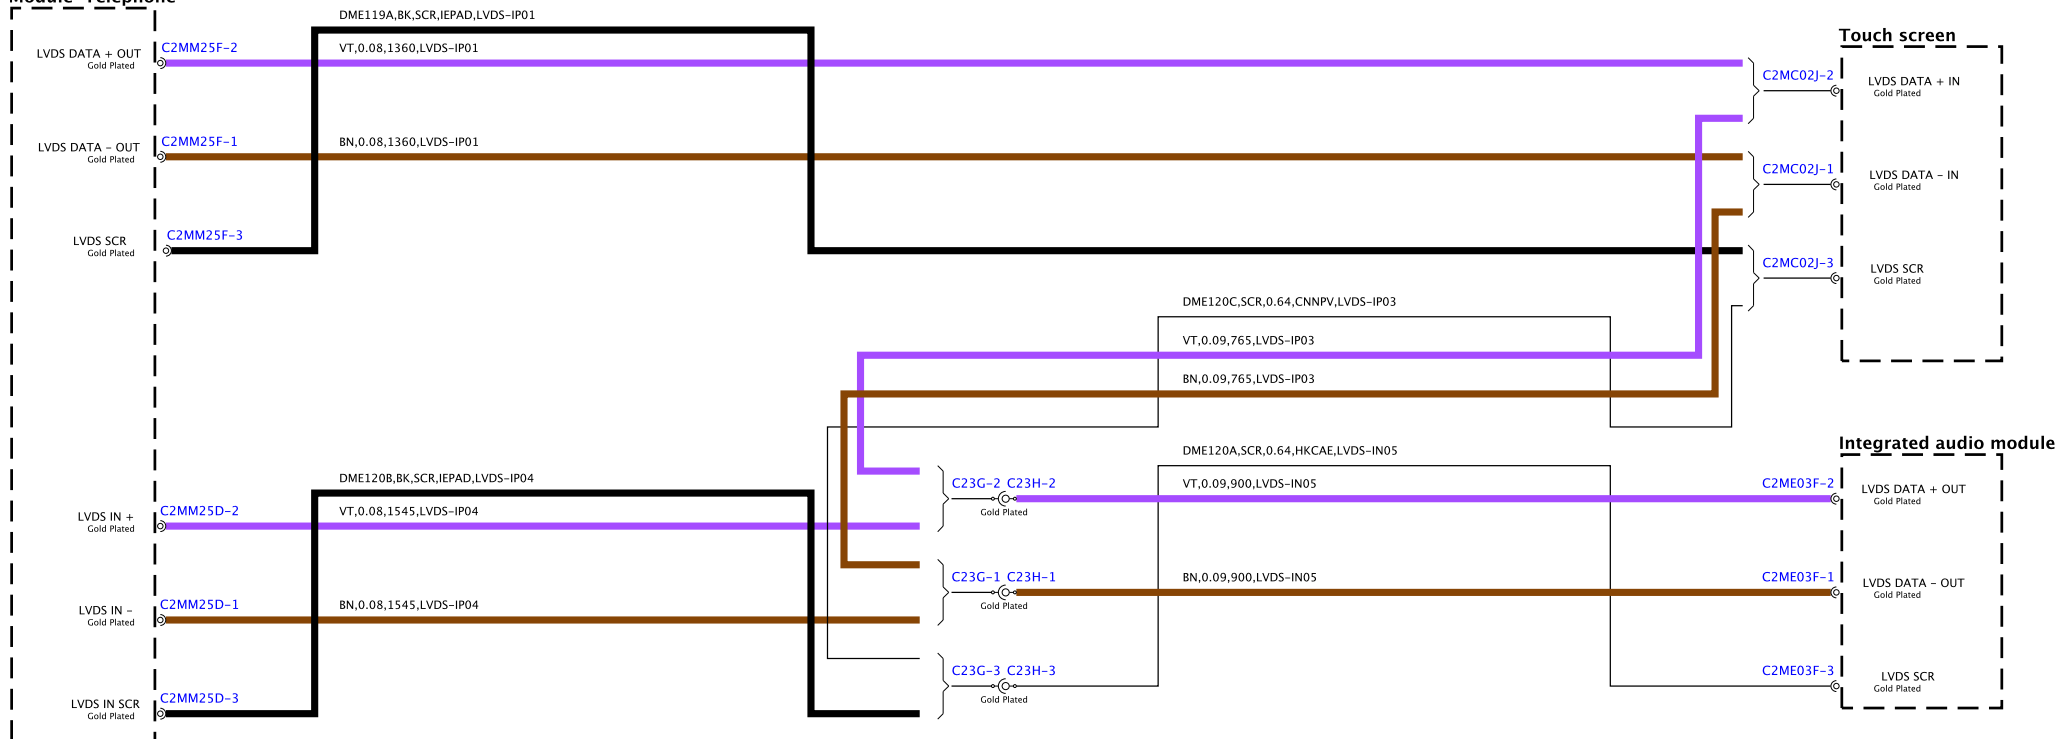 Module-Telephone
DME119A,BK,SCR,IEPAD,LVDS-IP01
LVDS DATA + OUT
Gold Plated
C2MM25F-2
VT,0.08,1360,LVDS-IP01
Touch screen
C2MC02J-2
LVDS DATA + IN
Gold Plated
LVDS DATA - OUT
Gold Plated
C2MM25F-1
BN,0.08,1360,LVDS-IP01
C2MC02J-1
LVDS DATA - IN
Gold Plated
LVDS SCR
Gold Plated
C2MM25F-3
C2MC02J-3
LVDS SCR
Gold Plated
DME120C,SCR,0.64,CNNPV,LVDS-IP03
VT,0.09,765,LVDS-IP03
BN,0.09,765,LVDS-IP03
Integrated audio module
DME120A,SCR,0.64,HKCAE,LVDS-IN05
DME120B,BK,SCR,IEPAD,LVDS-IP04
C23G-2 C23H-2
Gold Plated
VT,0.09,900,LVDS-IN05
C2ME03F-2
LVDS DATA + OUT
Gold Plated
LVDS IN +
Gold Plated
C2MM25D-2
VT,0.08,1545,LVDS-IP04
C23G-1 C23H-1
Gold Plated
BN,0.09,900,LVDS-IN05
C2ME03F-1
LVDS DATA - OUT
Gold Plated
LVDS IN -
Gold Plated
C2MM25D-1
BN,0.08,1545,LVDS-IP04
C23G-3 C23H-3
Gold Plated
C2ME03F-3
LVDS SCR
Gold Plated
LVDS IN SCR
Gold Plated
C2MM25D-3